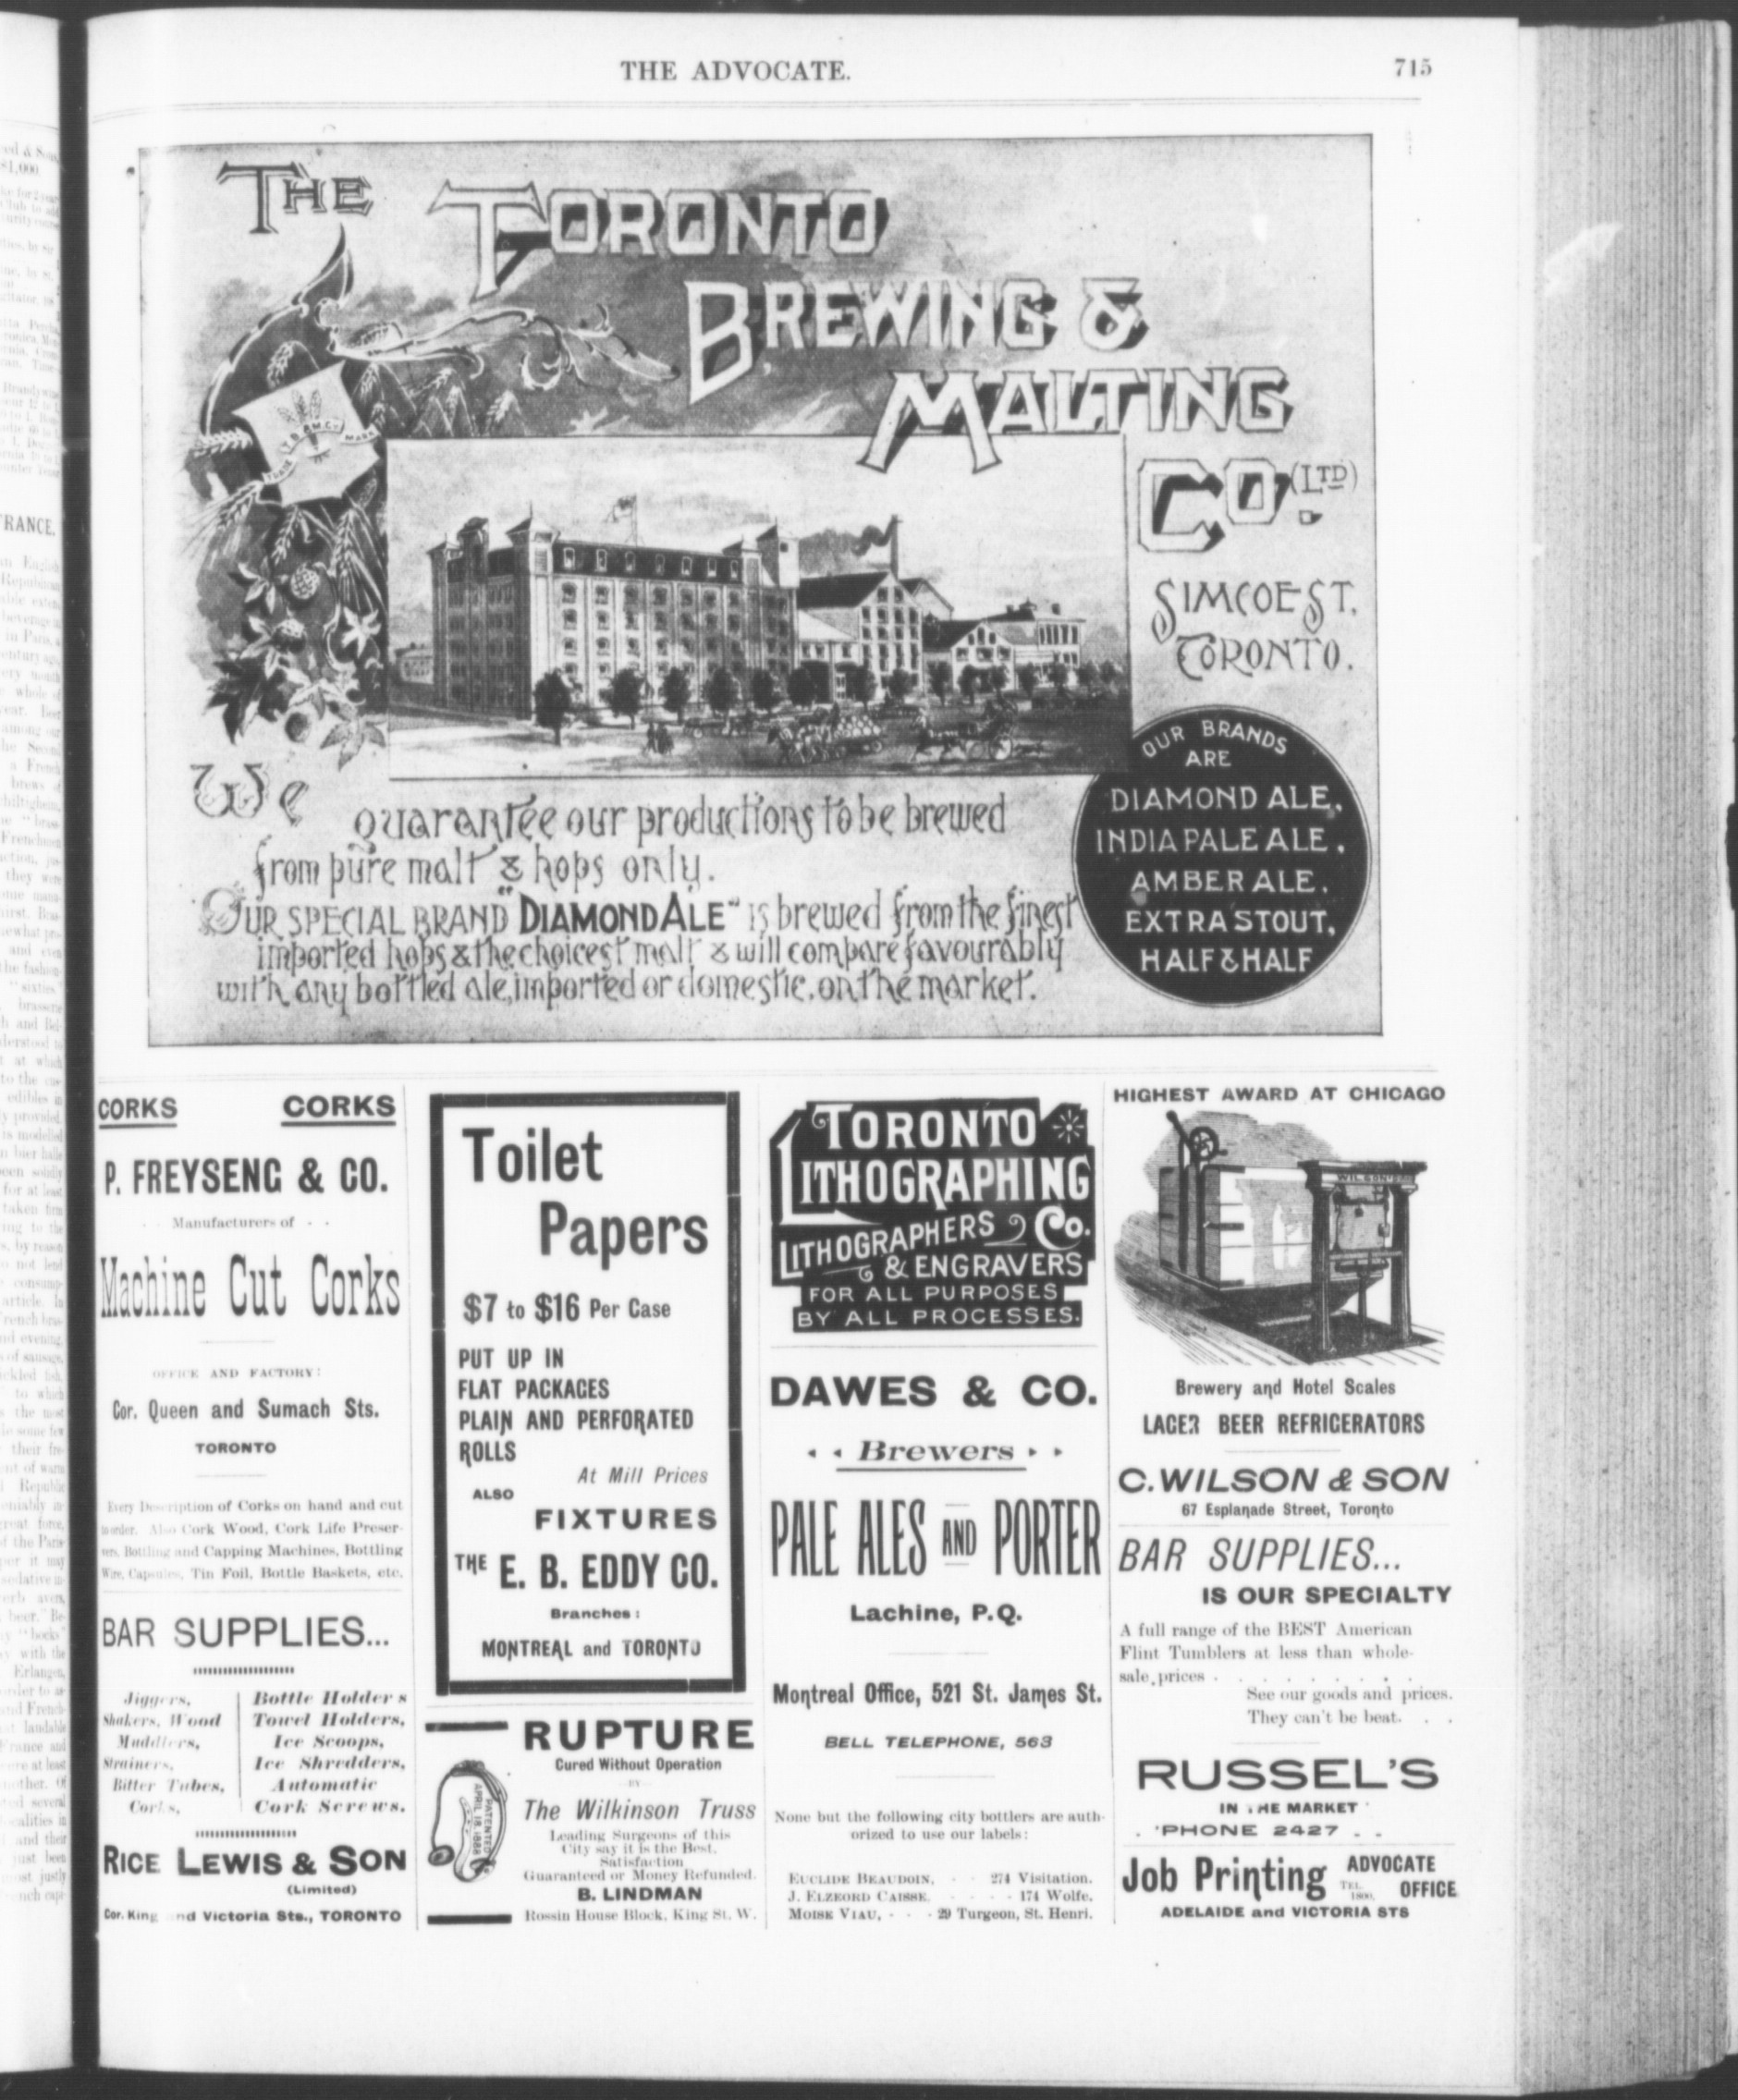 THE ADVOCATE.
715
THE TORONTO
BREWING &
MALTING
CO. (LTD)
SIMCOE ST.
TORONTO.
OUR BRANDS
ARE
DIAMOND ALE,
INDIA PALE ALE,
AMBER ALE,
EXTRA STOUT,
HALF & HALF
We
guarantee our productions to be brewed
from pure malt & hops only.
OUR SPECIAL BRAND "DIAMOND ALE" is brewed from the finest
imported hops & the choicest malt & will compare favourably
with any bottled ale, imported or domestic, on the market.
CORKS CORKS
P. FREYSENG & CO.
Manufacturers of
Machine Cut Corks
OFFICE AND FACTORY:
Cor. Queen and Sumach Sts.
TORONTO
Every Description of Corks on hand and cut
to order. Also Cork Wood, Cork Life Preser-
vers, Bottling and Capping Machines, Bottling
Wire, Capsules, Tin Foil, Bottle Baskets, etc.
BAR SUPPLIES...
Jiggers,
Shakers, Wood
Muddlers,
Strainers,
Bitter Tubes,
Corks,
Bottle Holders
Towel Holders,
Ice Scoops,
Ice Shredders,
Automatic
Cork Screws.
RICE LEWIS & SON
(Limited)
Cor. King and Victoria Sts., TORONTO
Toilet
Papers
$7 to $16 Per Case
PUT UP IN
FLAT PACKAGES
PLAIN AND PERFORATED
ROLLS
At Mill Prices
ALSO
FIXTURES
THE E. B. EDDY CO.
Branches:
MONTREAL and TORONTO
RUPTURE
Cured Without Operation
BY
The Wilkinson Truss
Leading Surgeons of this
City say it is the Best.
Satisfaction
Guaranteed or Money Refunded.
B. LINDMAN
Rossin House Block, King St. W.
PATENTED
APRIL 18, 1888
TORONTO
LITHOGRAPHING
CO.
LITHOGRAPHERS
& ENGRAVERS
FOR ALL PURPOSES
BY ALL PROCESSES.
DAWES & CO.
Brewers
PALE ALES AND PORTER
Lachine, P.Q.
Montreal Office, 521 St. James St.
BELL TELEPHONE, 563
None but the following city bottlers are auth-
orized to use our labels:
EUCLIDE BEAUDOIN, - - 274 Visitation.
J. ELZEORD CAISSE, - - - - 174 Wolfe.
MOISE VIAU, - - - 29 Turgeon, St. Henri.
HIGHEST AWARD AT CHICAGO
WILSON'S
Brewery and Hotel Scales
LAGER BEER REFRIGERATORS
C. WILSON & SON
67 Esplanade Street, Toronto
BAR SUPPLIES...
IS OUR SPECIALTY
A full range of the BEST American
Flint Tumblers at less than whole-
sale prices . . . . . . . .
See our goods and prices.
They can't be beat. . .
RUSSEL'S
IN THE MARKET
. 'PHONE 2427 . .
Job Printing TEL. 1800. ADVOCATE
OFFICE
ADELAIDE and VICTORIA STS